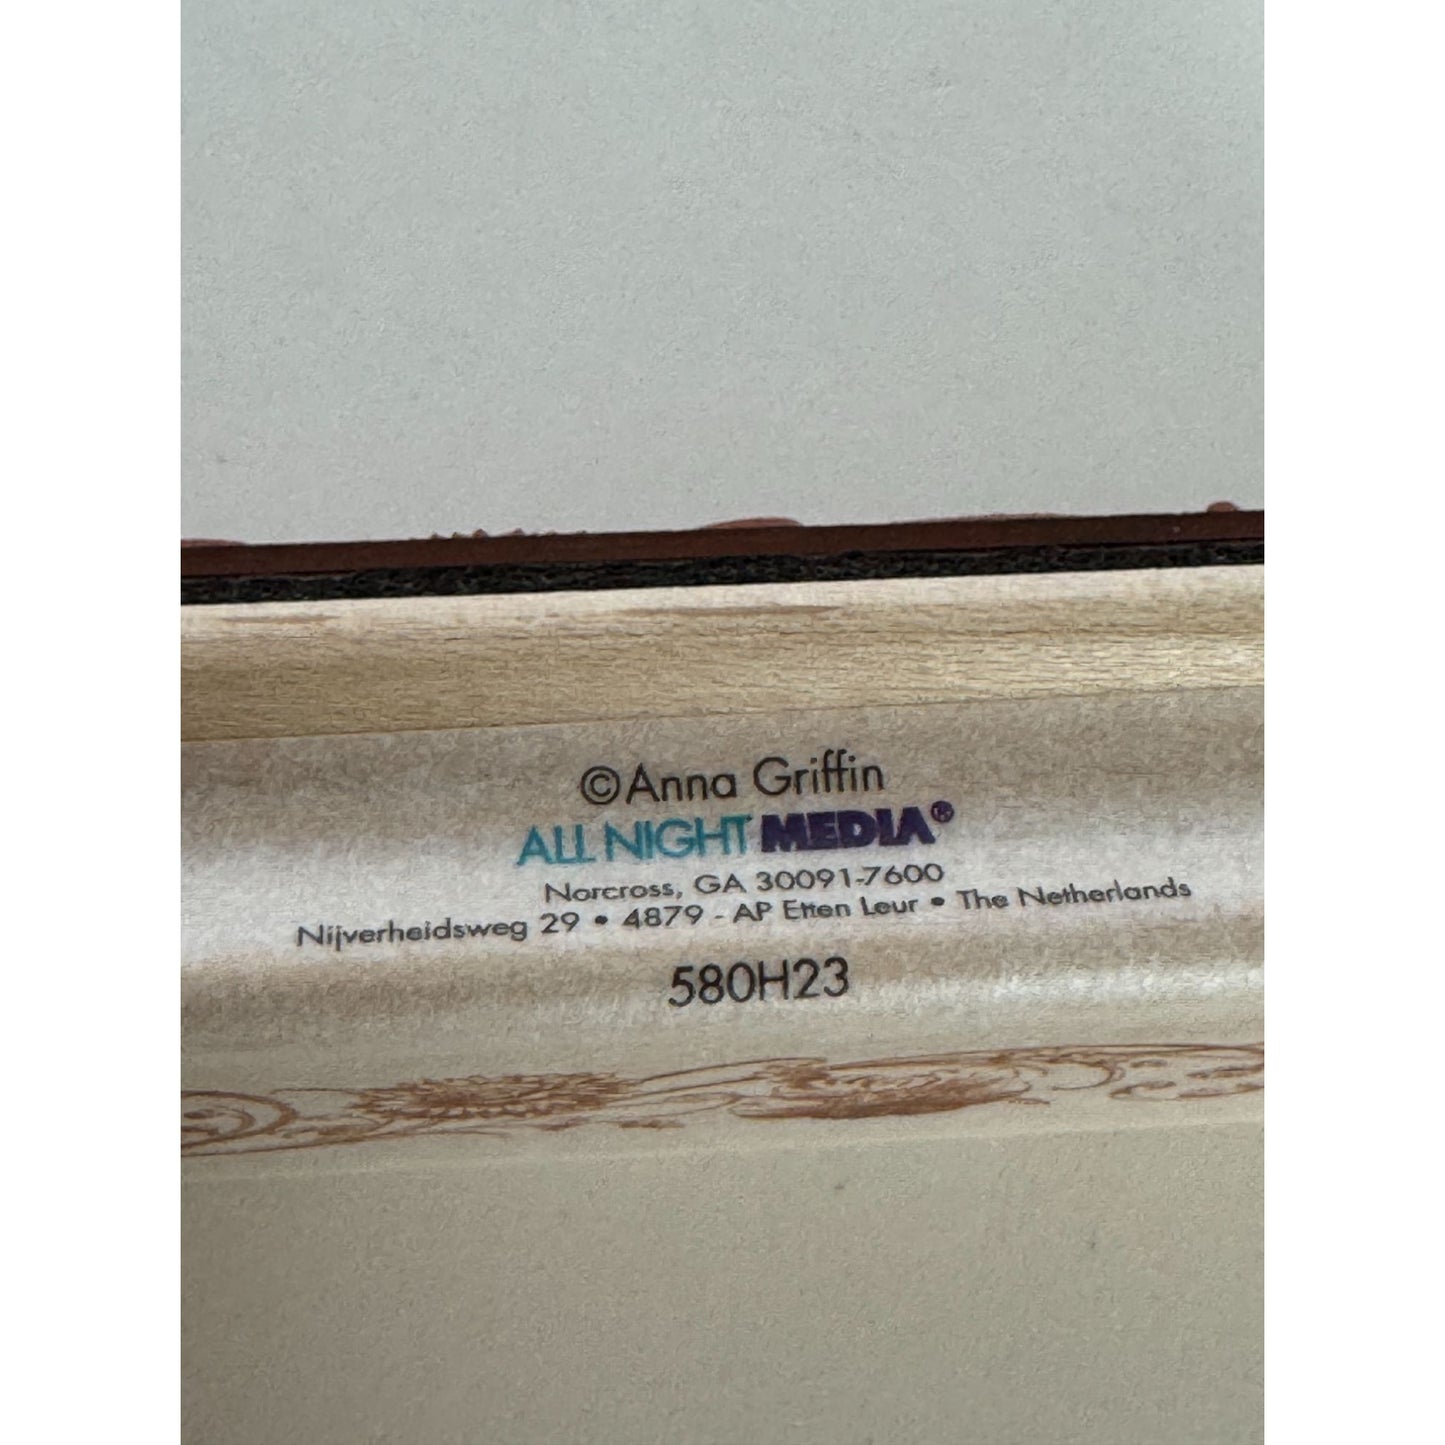 ©Anna Griffin
ALL NIGHT MEDIA®
Norcross, GA 30091-7600
Nijverheidsweg 29 • 4879 - AP Etten Leur • The Netherlands
580H23